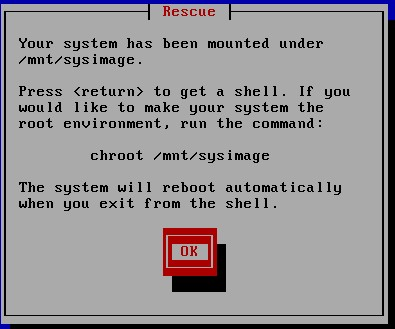 Rescue
Your system has been mounted under
/mnt/sysimage.
Press <return> to get a shell. If you
would like to make your system the
root environment, run the command:
chroot /mnt/sysimage
The system will reboot automatically
when you exit from the shell.
OK